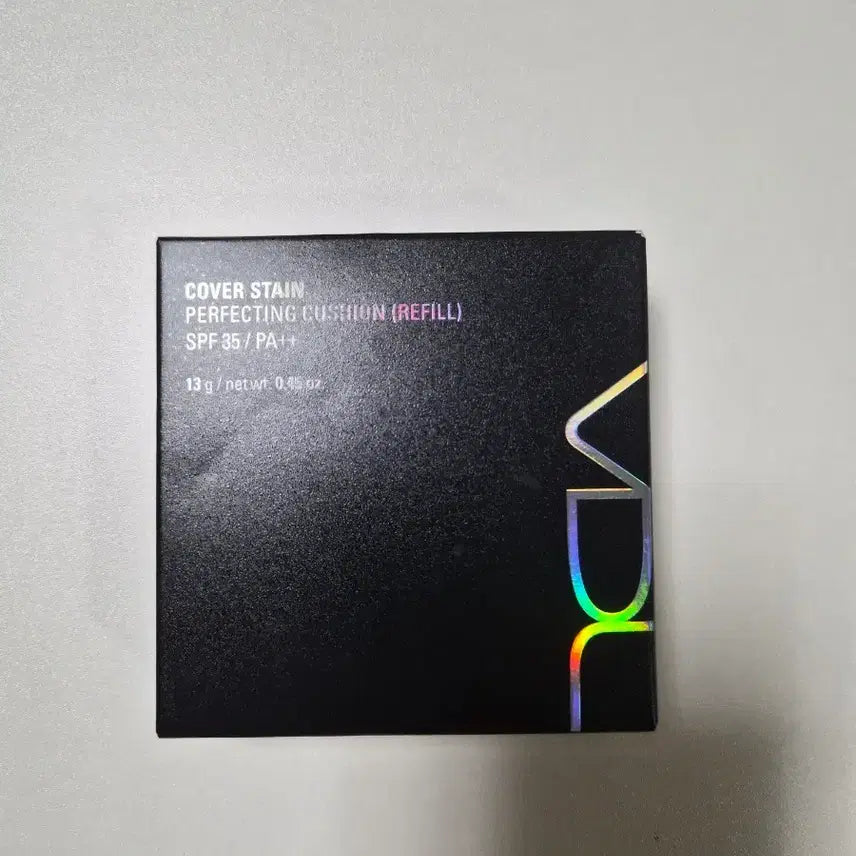 COVER STAIN
PERFECTING CUSHION (REFILL)
SPF 35 / PA++
13 g / net wt. 0.45 oz.
VDL